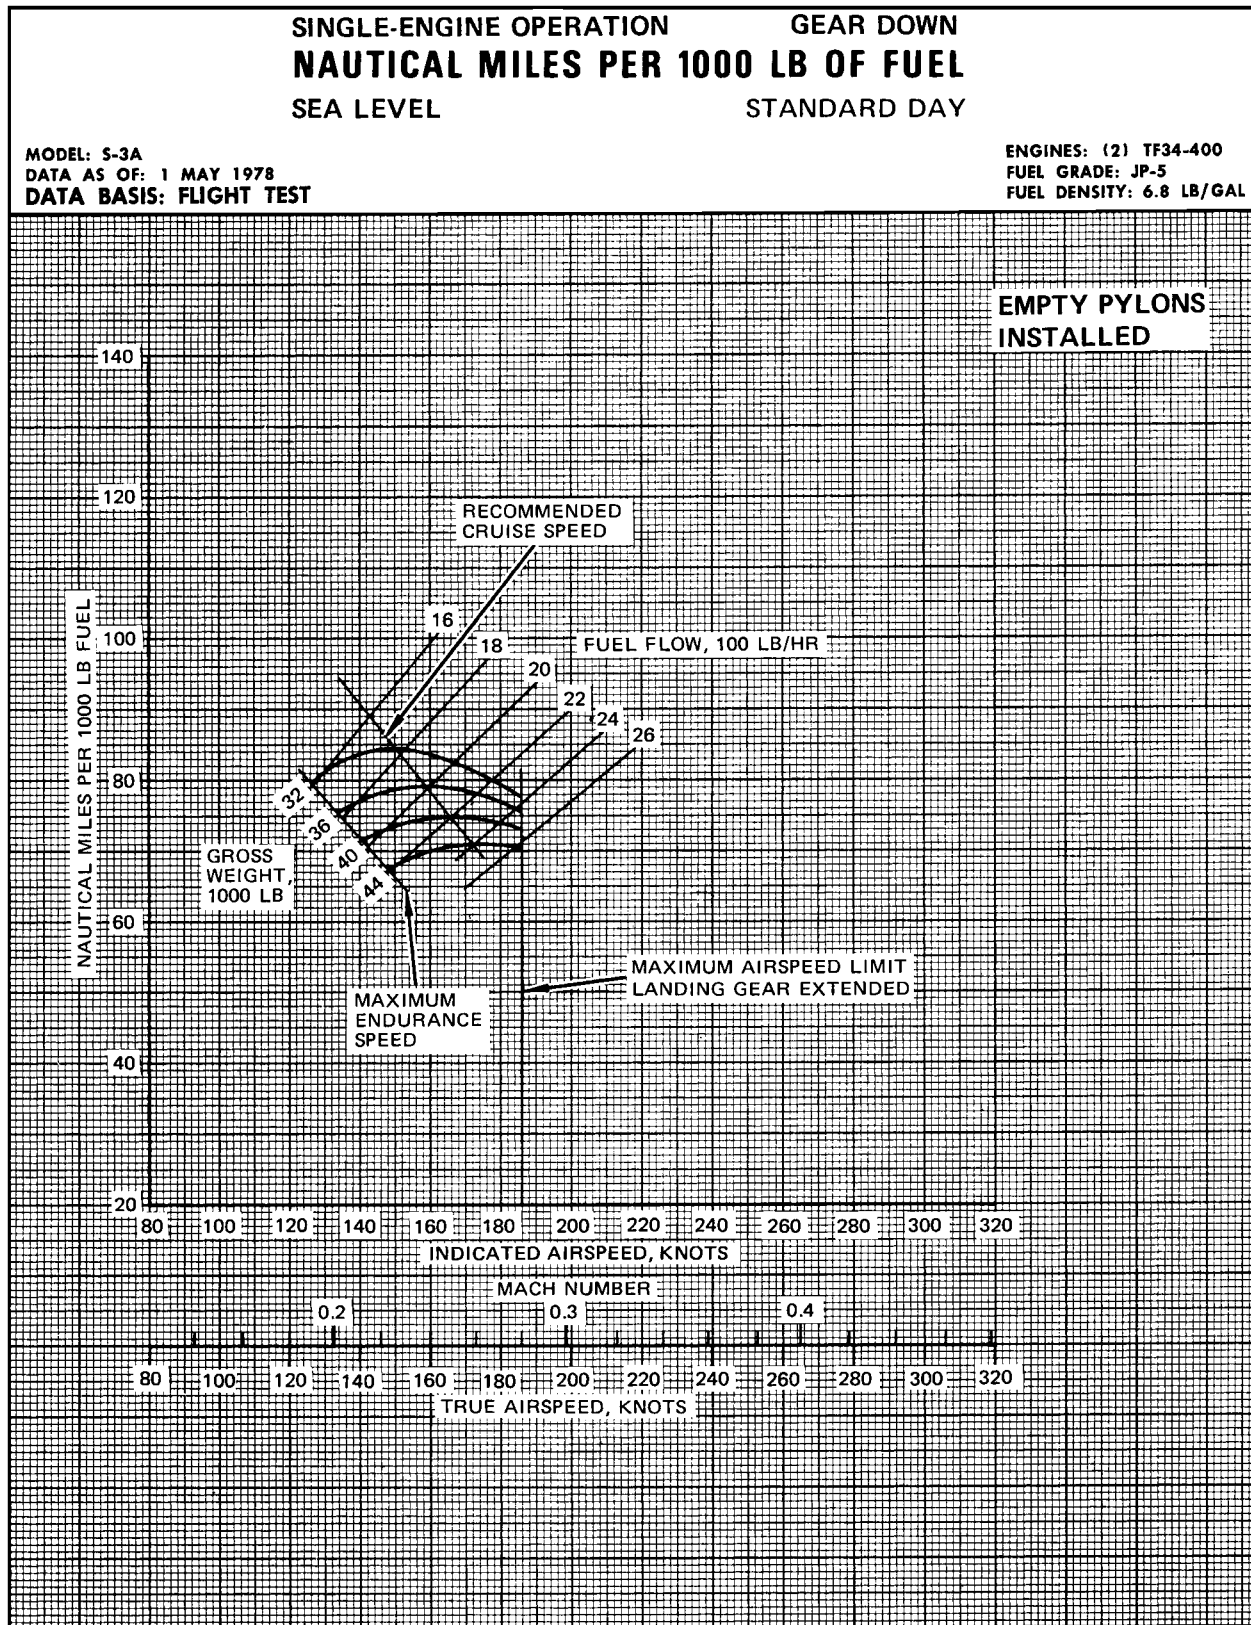 SINGLE-ENGINE OPERATION GEAR DOWN
NAUTICAL MILES PER 1000 LB OF FUEL
SEA LEVEL STANDARD DAY
MODEL: S-3A
DATA AS OF: 1 MAY 1978
DATA BASIS: FLIGHT TEST
ENGINES: (2) TF34-400
FUEL GRADE: JP-5
FUEL DENSITY: 6.8 LB/GAL
EMPTY PYLONS
INSTALLED
140
120
100
80
60
40
20
NAUTICAL MILES PER 1000 LB FUEL
RECOMMENDED
CRUISE SPEED
16
18
20
22
24
26
FUEL FLOW, 100 LB/HR
32
36
40
44
GROSS
WEIGHT,
1000 LB
MAXIMUM
ENDURANCE
SPEED
MAXIMUM AIRSPEED LIMIT
LANDING GEAR EXTENDED
80 100 120 140 160 180 200 220 240 260 280 300 320
INDICATED AIRSPEED, KNOTS
MACH NUMBER
0.2 0.3 0.4
80 100 120 140 160 180 200 220 240 260 280 300 320
TRUE AIRSPEED, KNOTS